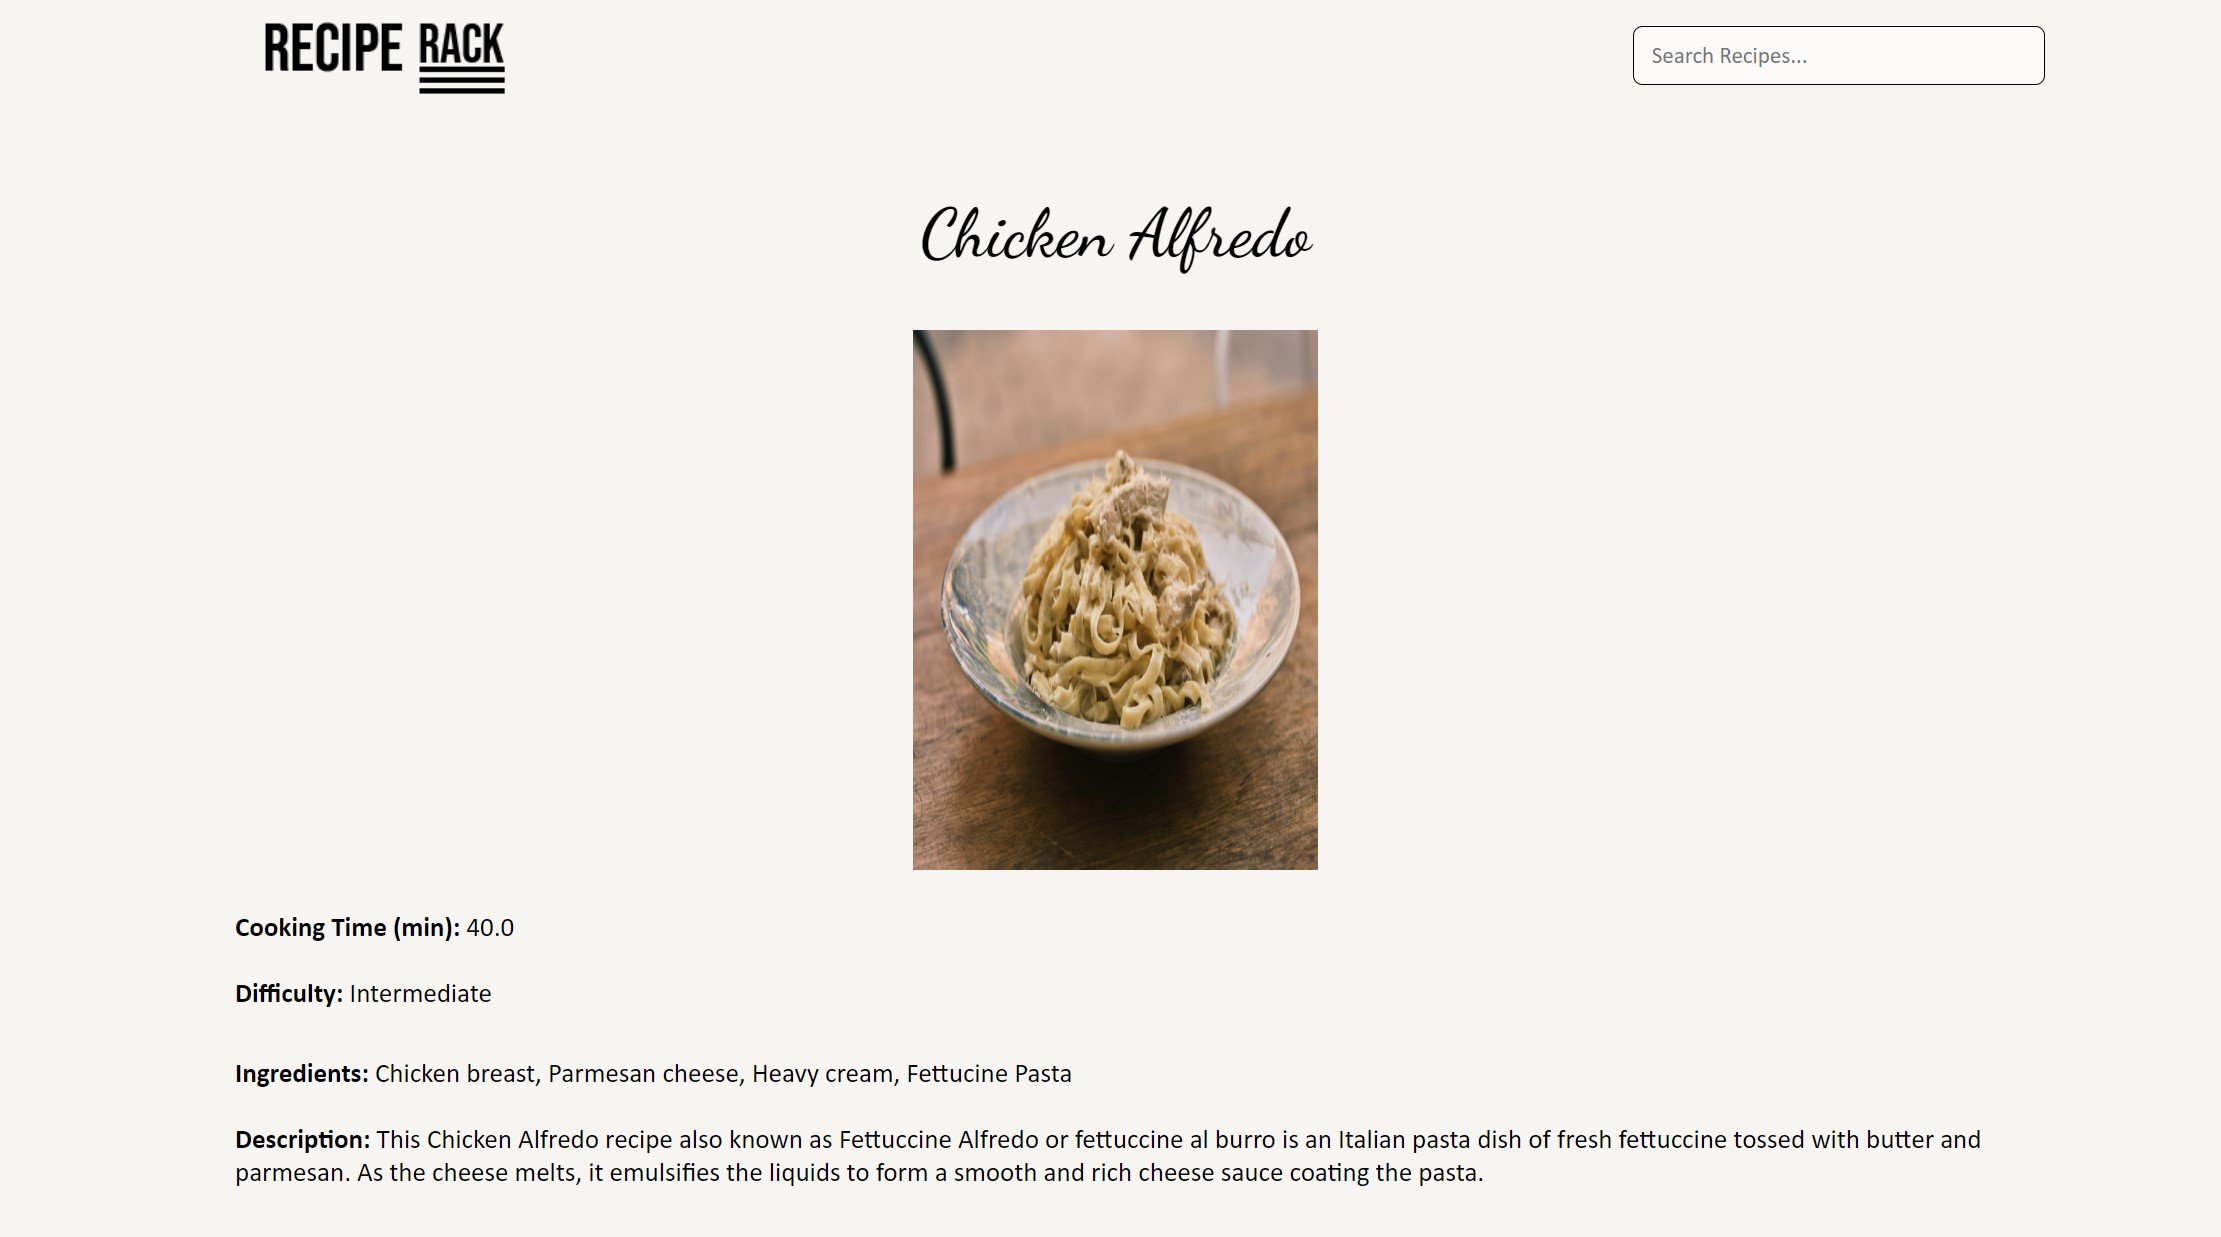 RECIPE RACK
Search Recipes...
Chicken Alfredo
Cooking Time (min): 40.0
Difficulty: Intermediate
Ingredients: Chicken breast, Parmesan cheese, Heavy cream, Fettucine Pasta
Description: This Chicken Alfredo recipe also known as Fettuccine Alfredo or fettuccine al burro is an Italian pasta dish of fresh fettuccine tossed with butter and
parmesan. As the cheese melts, it emulsifies the liquids to form a smooth and rich cheese sauce coating the pasta.